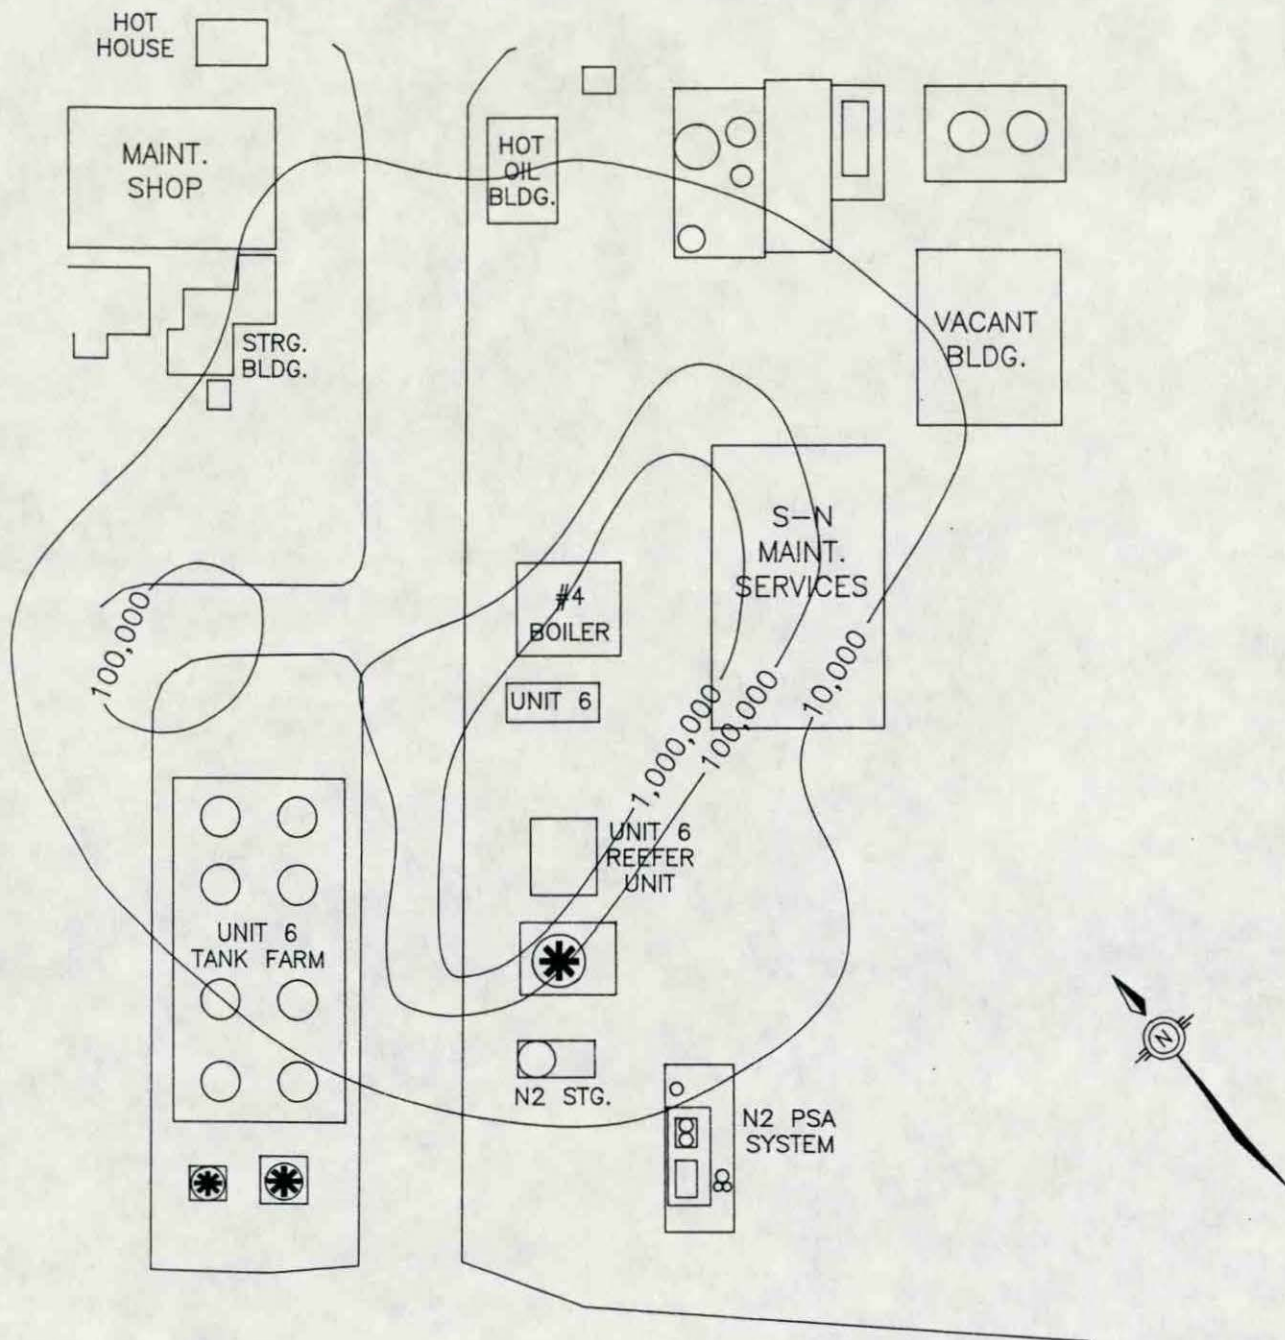 HOT
HOUSE
MAINT.
SHOP
HOT
OIL
BLDG.
STRG.
BLDG.
VACANT
BLDG.
S-N
MAINT.
SERVICES
#4
BOILER
UNIT 6
100,000
1,000,000
100,000
10,000
UNIT 6
REEFER
UNIT
UNIT 6
TANK FARM
N2 STG.
N2 PSA
SYSTEM
N